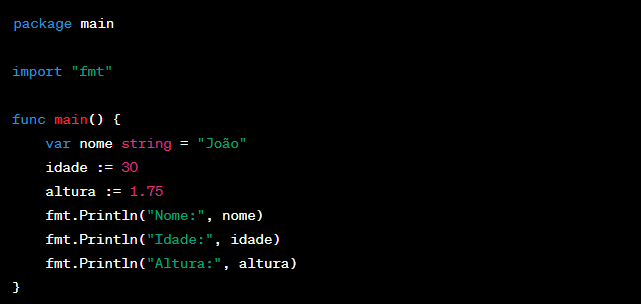 package main
import "fmt"
func main() {
var nome string = "João"
idade := 30
altura := 1.75
fmt.Println("Nome:", nome)
fmt.Println("Idade:", idade)
fmt.Println("Altura:", altura)
}